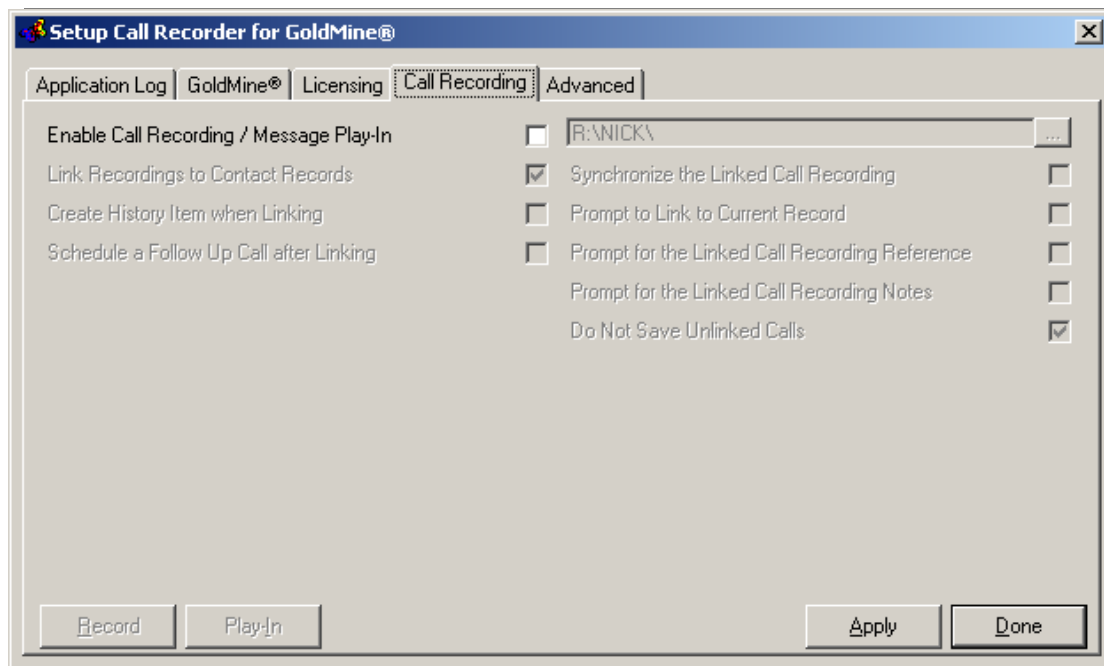 Setup Call Recorder for GoldMine®
Application Log GoldMine® Licensing Call Recording Advanced
Enable Call Recording / Message Play-In R:\NICK\ ...
Link Recordings to Contact Records Synchronize the Linked Call Recording
Create History Item when Linking Prompt to Link to Current Record
Schedule a Follow Up Call after Linking Prompt for the Linked Call Recording Reference
Prompt for the Linked Call Recording Notes
Do Not Save Unlinked Calls
Record Play-In Apply Done